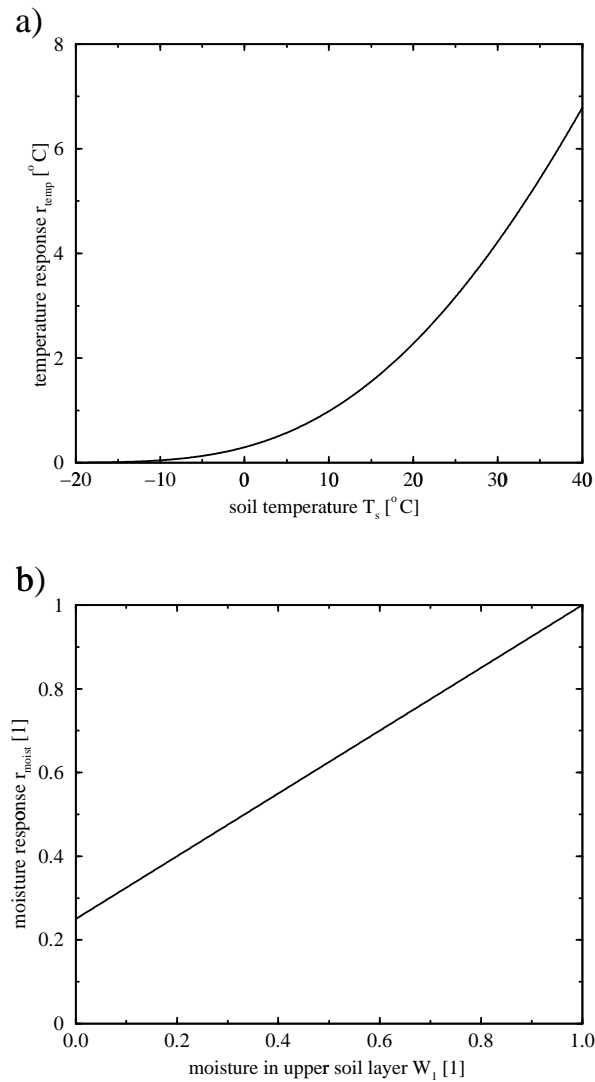 a)
8
6
4
2
0
temperature response r_temp [°C]
−20 −10 0 10 20 30 40
soil temperature T_s [°C]
b)
1
0.8
0.6
0.4
0.2
0
moisture response r_moist [1]
0.0 0.2 0.4 0.6 0.8 1.0
moisture in upper soil layer W_1 [1]